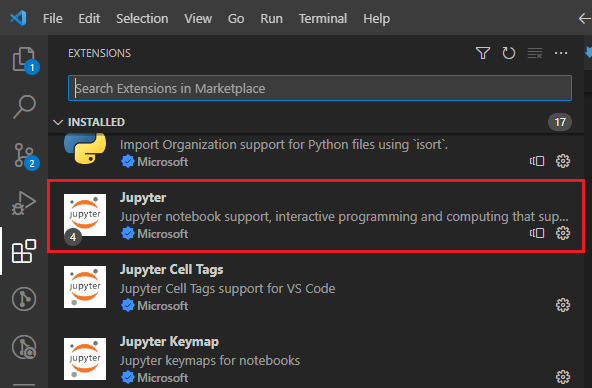 File Edit Selection View Go Run Terminal Help
EXTENSIONS
1
Search Extensions in Marketplace
INSTALLED 17
Import Organization support for Python files using `isort`.
Microsoft
2
Jupyter
jupyter
Jupyter notebook support, interactive programming and computing that sup...
4
Microsoft
Jupyter Cell Tags
jupyter
Jupyter Cell Tags support for VS Code
Microsoft
Jupyter Keymap
jupyter
Jupyter keymaps for notebooks
Microsoft